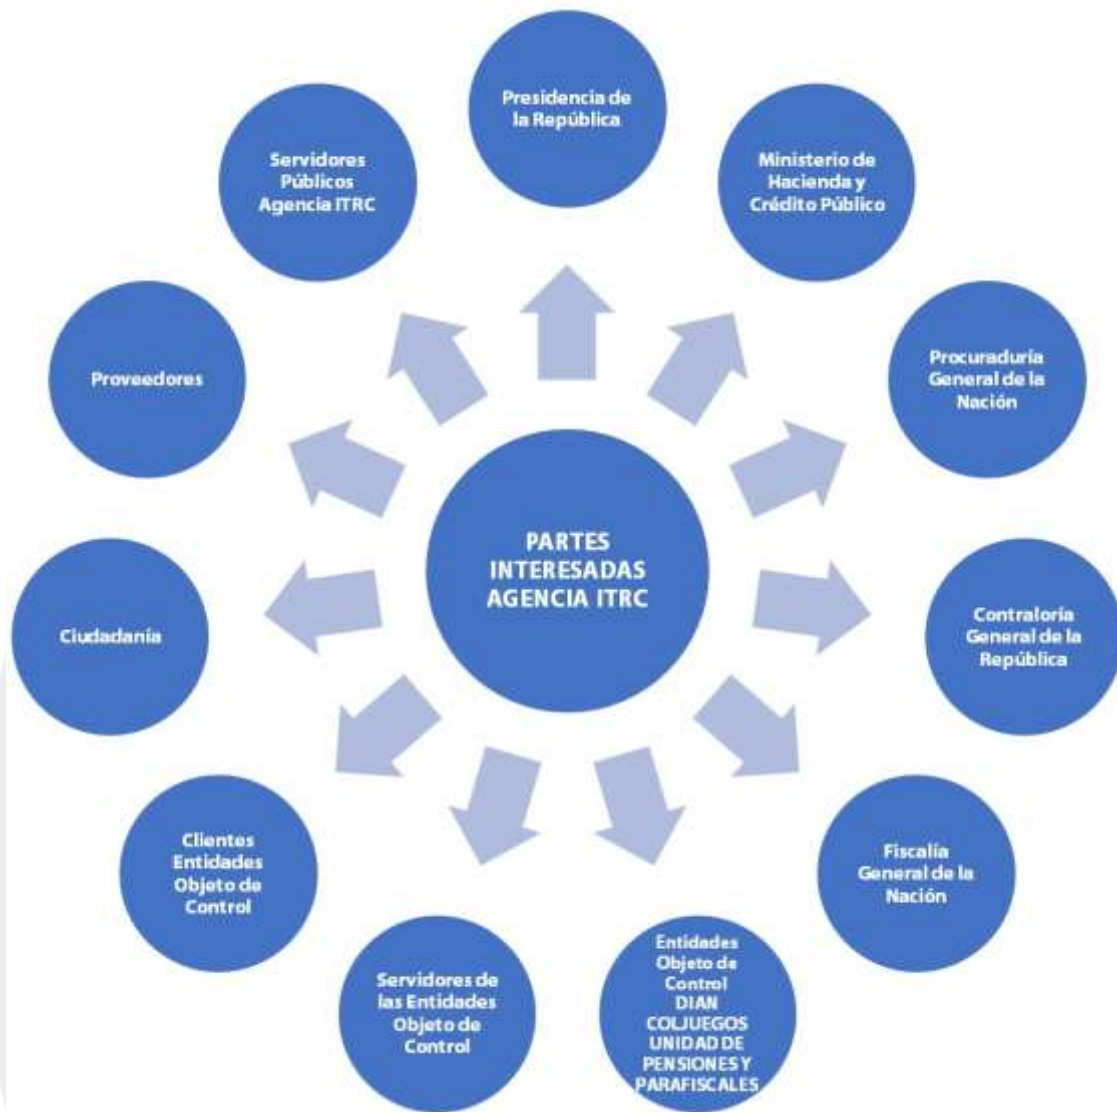 Presidencia de
la República
Ministerio de
Hacienda y
Crédito Público
Procuraduría
General de la
Nación
Contraloría
General de la
República
Fiscalía
General de la
Nación
Entidades
Objeto de
Control
DIAN
COLJUEGOS
UNIDAD DE
PENSIONES Y
PARAFISCALES
Servidores de
las Entidades
Objeto de
Control
Clientes
Entidades
Objeto de
Control
Ciudadanía
Proveedores
Servidores
Públicos
Agencia ITRC
PARTES
INTERESADAS
AGENCIA ITRC